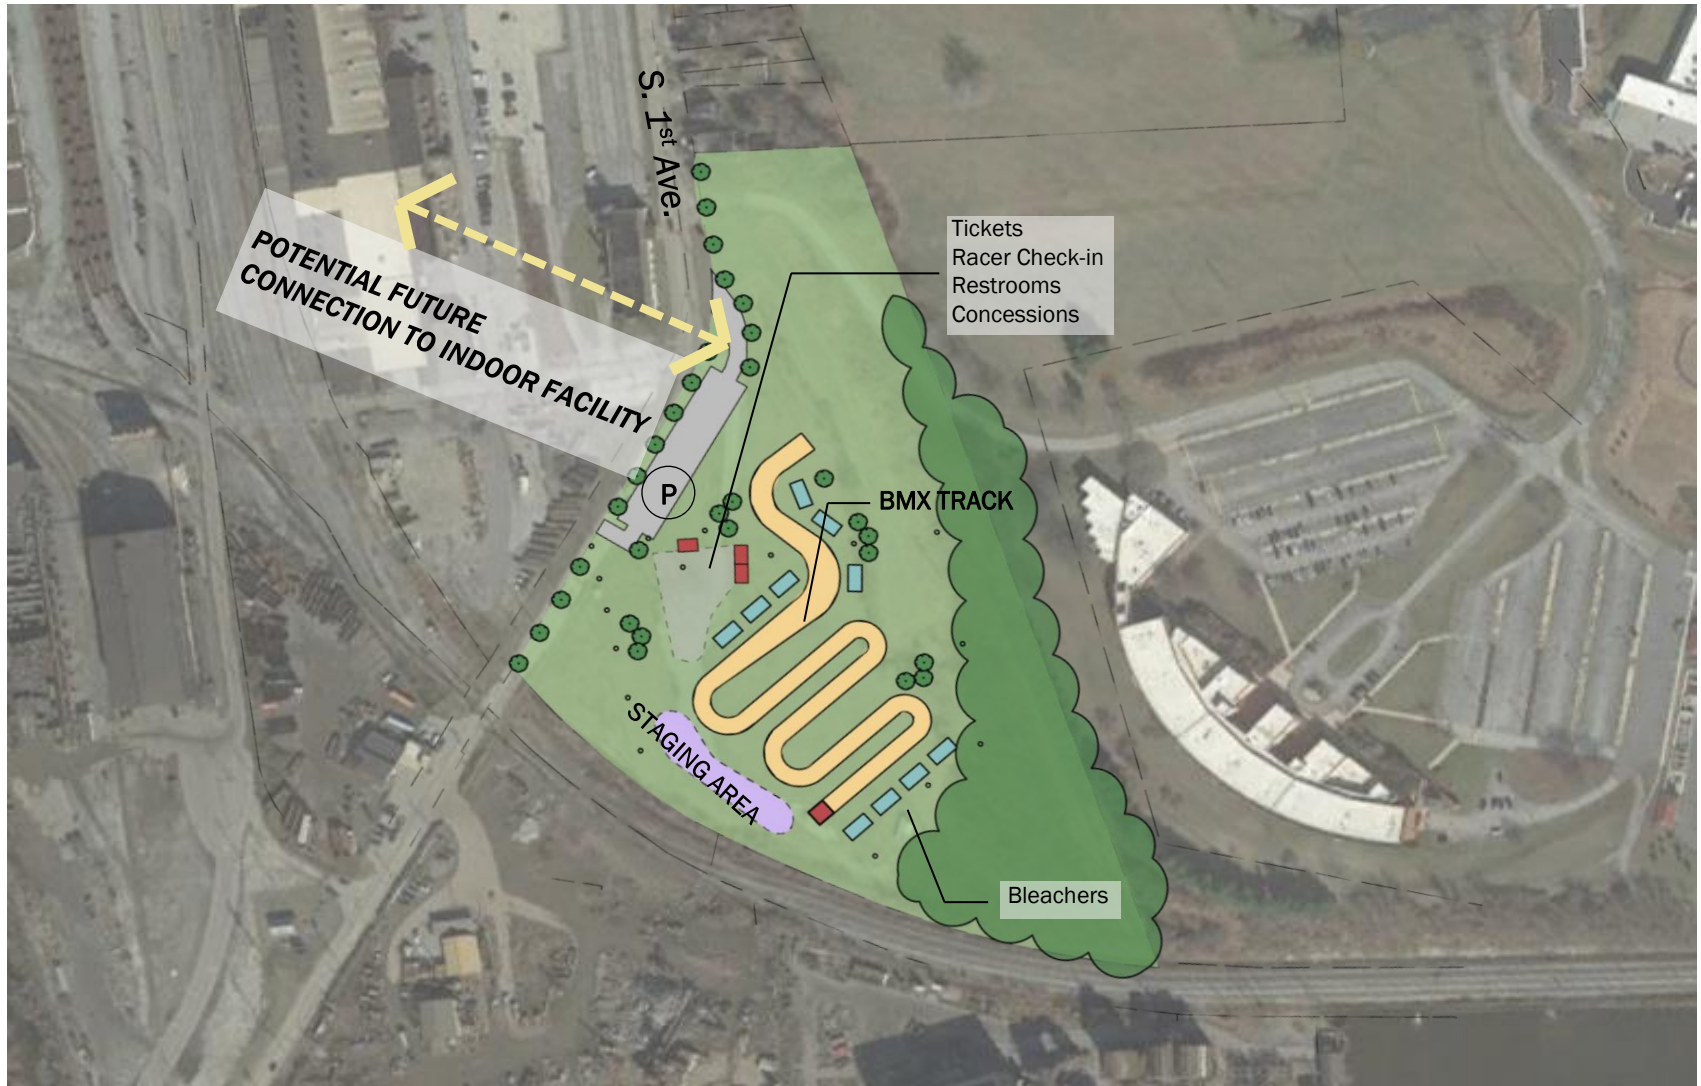 S. 1st Ave.
POTENTIAL FUTURE
CONNECTION TO INDOOR FACILITY
Tickets
Racer Check-in
Restrooms
Concessions
P
BMX TRACK
STAGING AREA
Bleachers